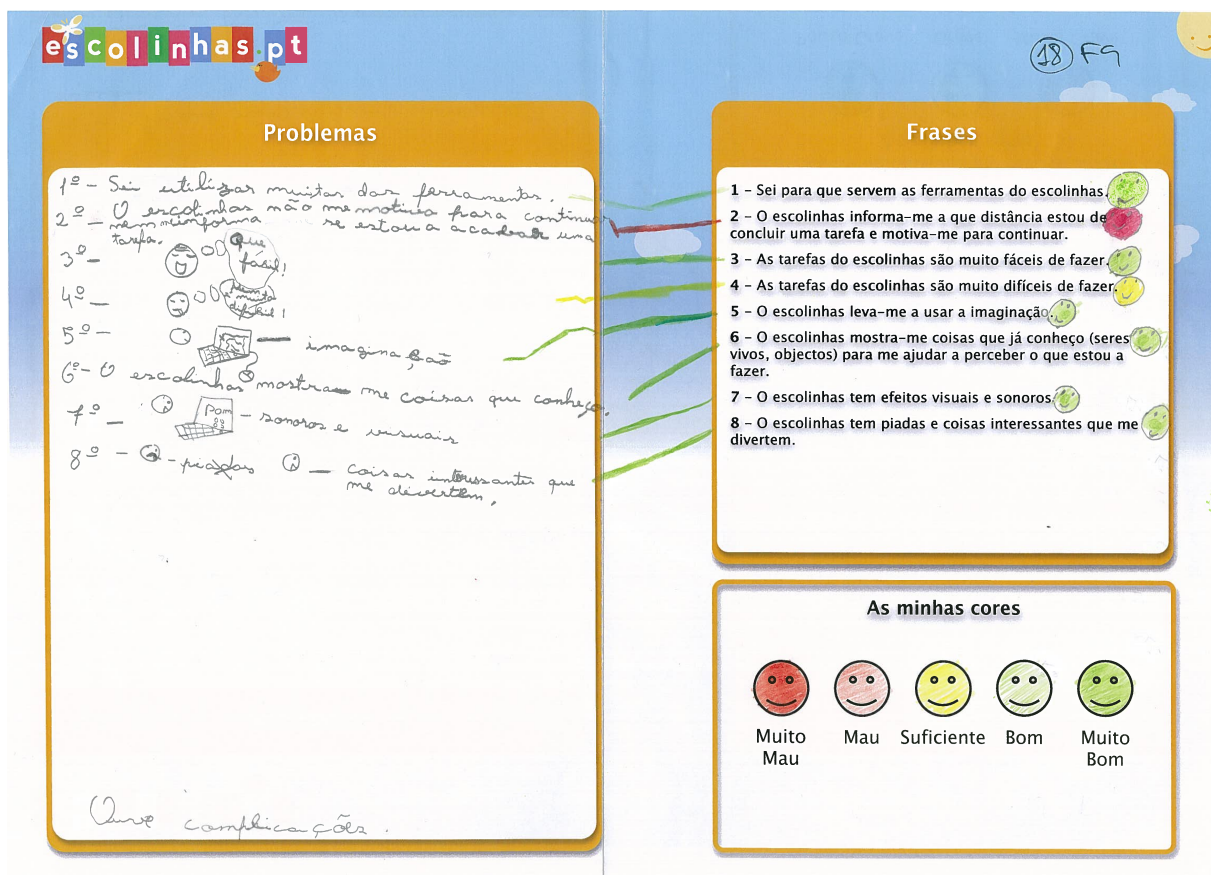 escolinhas.pt
18 F9
Problemas
1º - Sei utilizar muitas das ferramentas.
2º - O escolinhas não me motiva para continuar
nem me informa se estou a acabar uma
tarefa.
3º -
Que
fásil!
4º -
Nem
muito
difísil!
5º - - imaginação
6º - O escolinhas mostra-me coisas que conheço.
7º - - sonoros e visuais
8º - - piadas - coisas interessantes que
me divertem.
Ouve complicações.
Frases
1 – Sei para que servem as ferramentas do escolinhas.
2 – O escolinhas informa-me a que distância estou de
concluir uma tarefa e motiva-me para continuar.
3 – As tarefas do escolinhas são muito fáceis de fazer.
4 – As tarefas do escolinhas são muito difíceis de fazer.
5 – O escolinhas leva-me a usar a imaginação.
6 – O escolinhas mostra-me coisas que já conheço (seres
vivos, objectos) para me ajudar a perceber o que estou a
fazer.
7 – O escolinhas tem efeitos visuais e sonoros.
8 – O escolinhas tem piadas e coisas interessantes que me
divertem.
As minhas cores
Muito
Mau
Mau
Suficiente
Bom
Muito
Bom